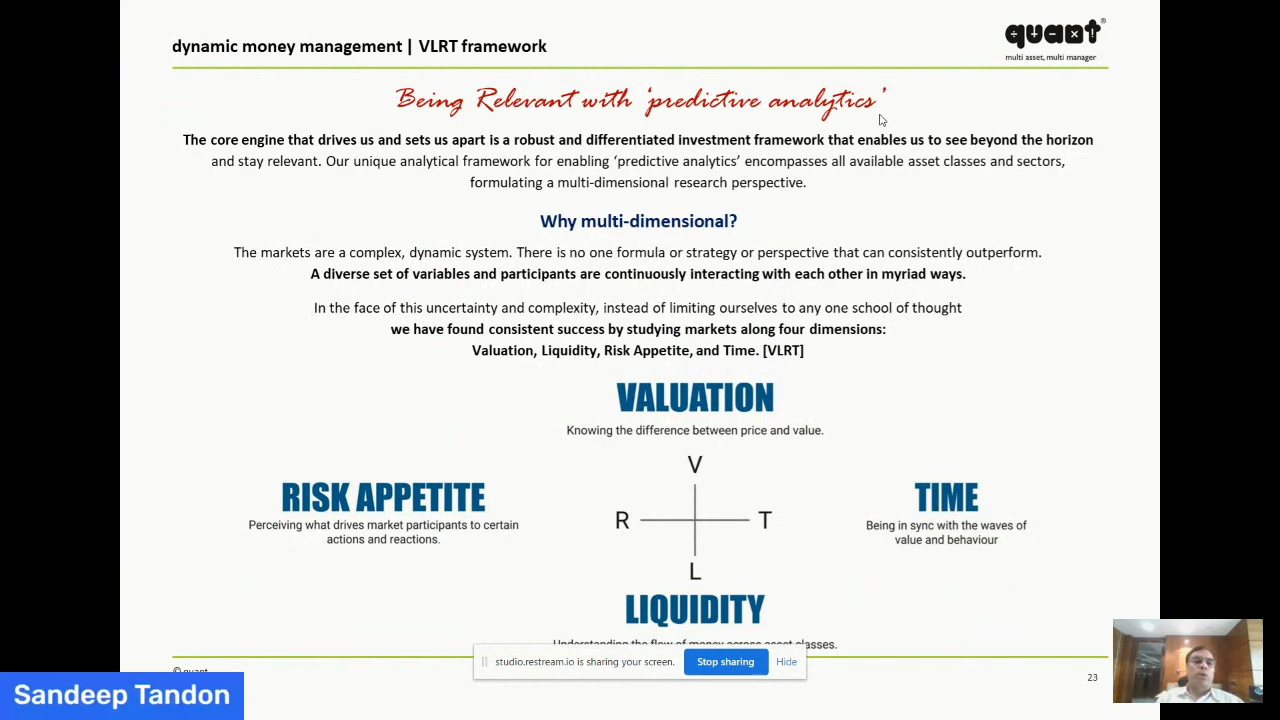 dynamic money management | VLRT framework
quant®
multi asset, multi manager
Being Relevant with 'predictive analytics'
The core engine that drives us and sets us apart is a robust and differentiated investment framework that enables us to see beyond the horizon
and stay relevant. Our unique analytical framework for enabling 'predictive analytics' encompasses all available asset classes and sectors,
formulating a multi-dimensional research perspective.
Why multi-dimensional?
The markets are a complex, dynamic system. There is no one formula or strategy or perspective that can consistently outperform.
A diverse set of variables and participants are continuously interacting with each other in myriad ways.
In the face of this uncertainty and complexity, instead of limiting ourselves to any one school of thought
we have found consistent success by studying markets along four dimensions:
Valuation, Liquidity, Risk Appetite, and Time. [VLRT]
VALUATION
Knowing the difference between price and value.
V
RISK APPETITE
Perceiving what drives market participants to certain
actions and reactions.
R
T
TIME
Being in sync with the waves of
value and behaviour
L
LIQUIDITY
Understanding the flow of money across asset classes.
studio.restream.io is sharing your screen.
Stop sharing
Hide
© quant
23
Sandeep Tandon